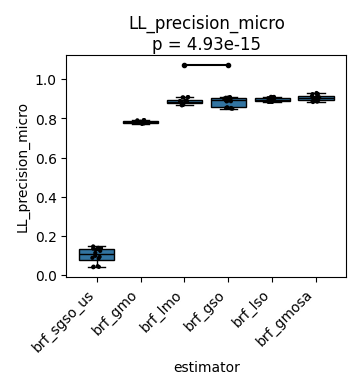 LL_precision_micro
p = 4.93e-15
LL_precision_micro
1.0
0.8
0.6
0.4
0.2
0.0
brf_sgso_us
brf_gmo
brf_lmo
brf_gso
brf_lso
brf_gmosa
estimator